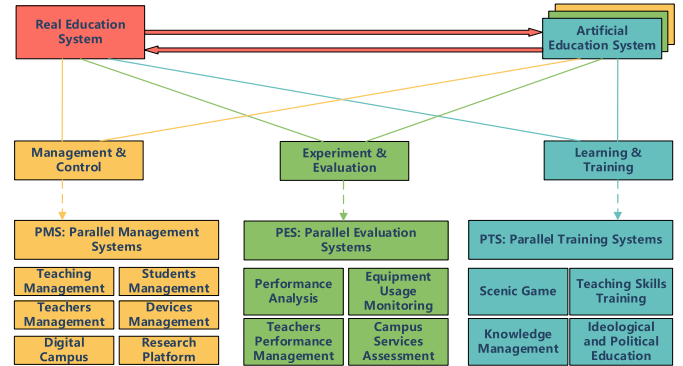 Real Education
System
Artificial
Education System
Management &
Control
Experiment &
Evaluation
Learning &
Training
PMS: Parallel Management
Systems
PES: Parallel Evaluation
Systems
PTS: Parallel Training Systems
Teaching
Management
Students
Management
Teachers
Management
Devices
Management
Digital
Campus
Research
Platform
Performance
Analysis
Equipment
Usage
Monitoring
Teachers
Performance
Management
Campus
Services
Assessment
Scenic Game
Teaching Skills
Training
Knowledge
Management
Ideological
and Political
Education